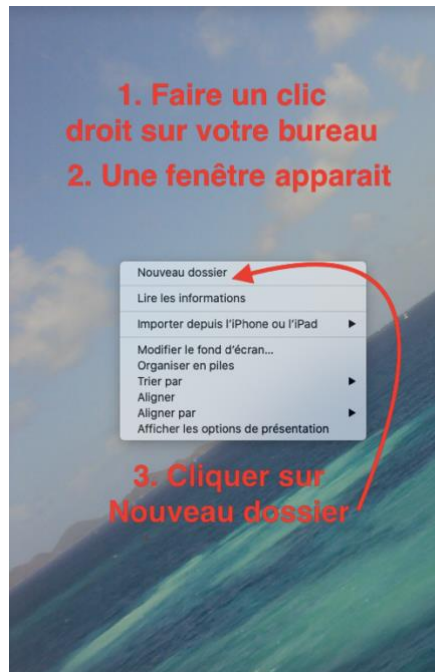 1. Faire un clic
droit sur votre bureau
2. Une fenêtre apparait
Nouveau dossier
Lire les informations
Importer depuis l'iPhone ou l'iPad
Modifier le fond d'écran...
Organiser en piles
Trier par
Aligner
Aligner par
Afficher les options de présentation
3. Cliquer sur
Nouveau dossier